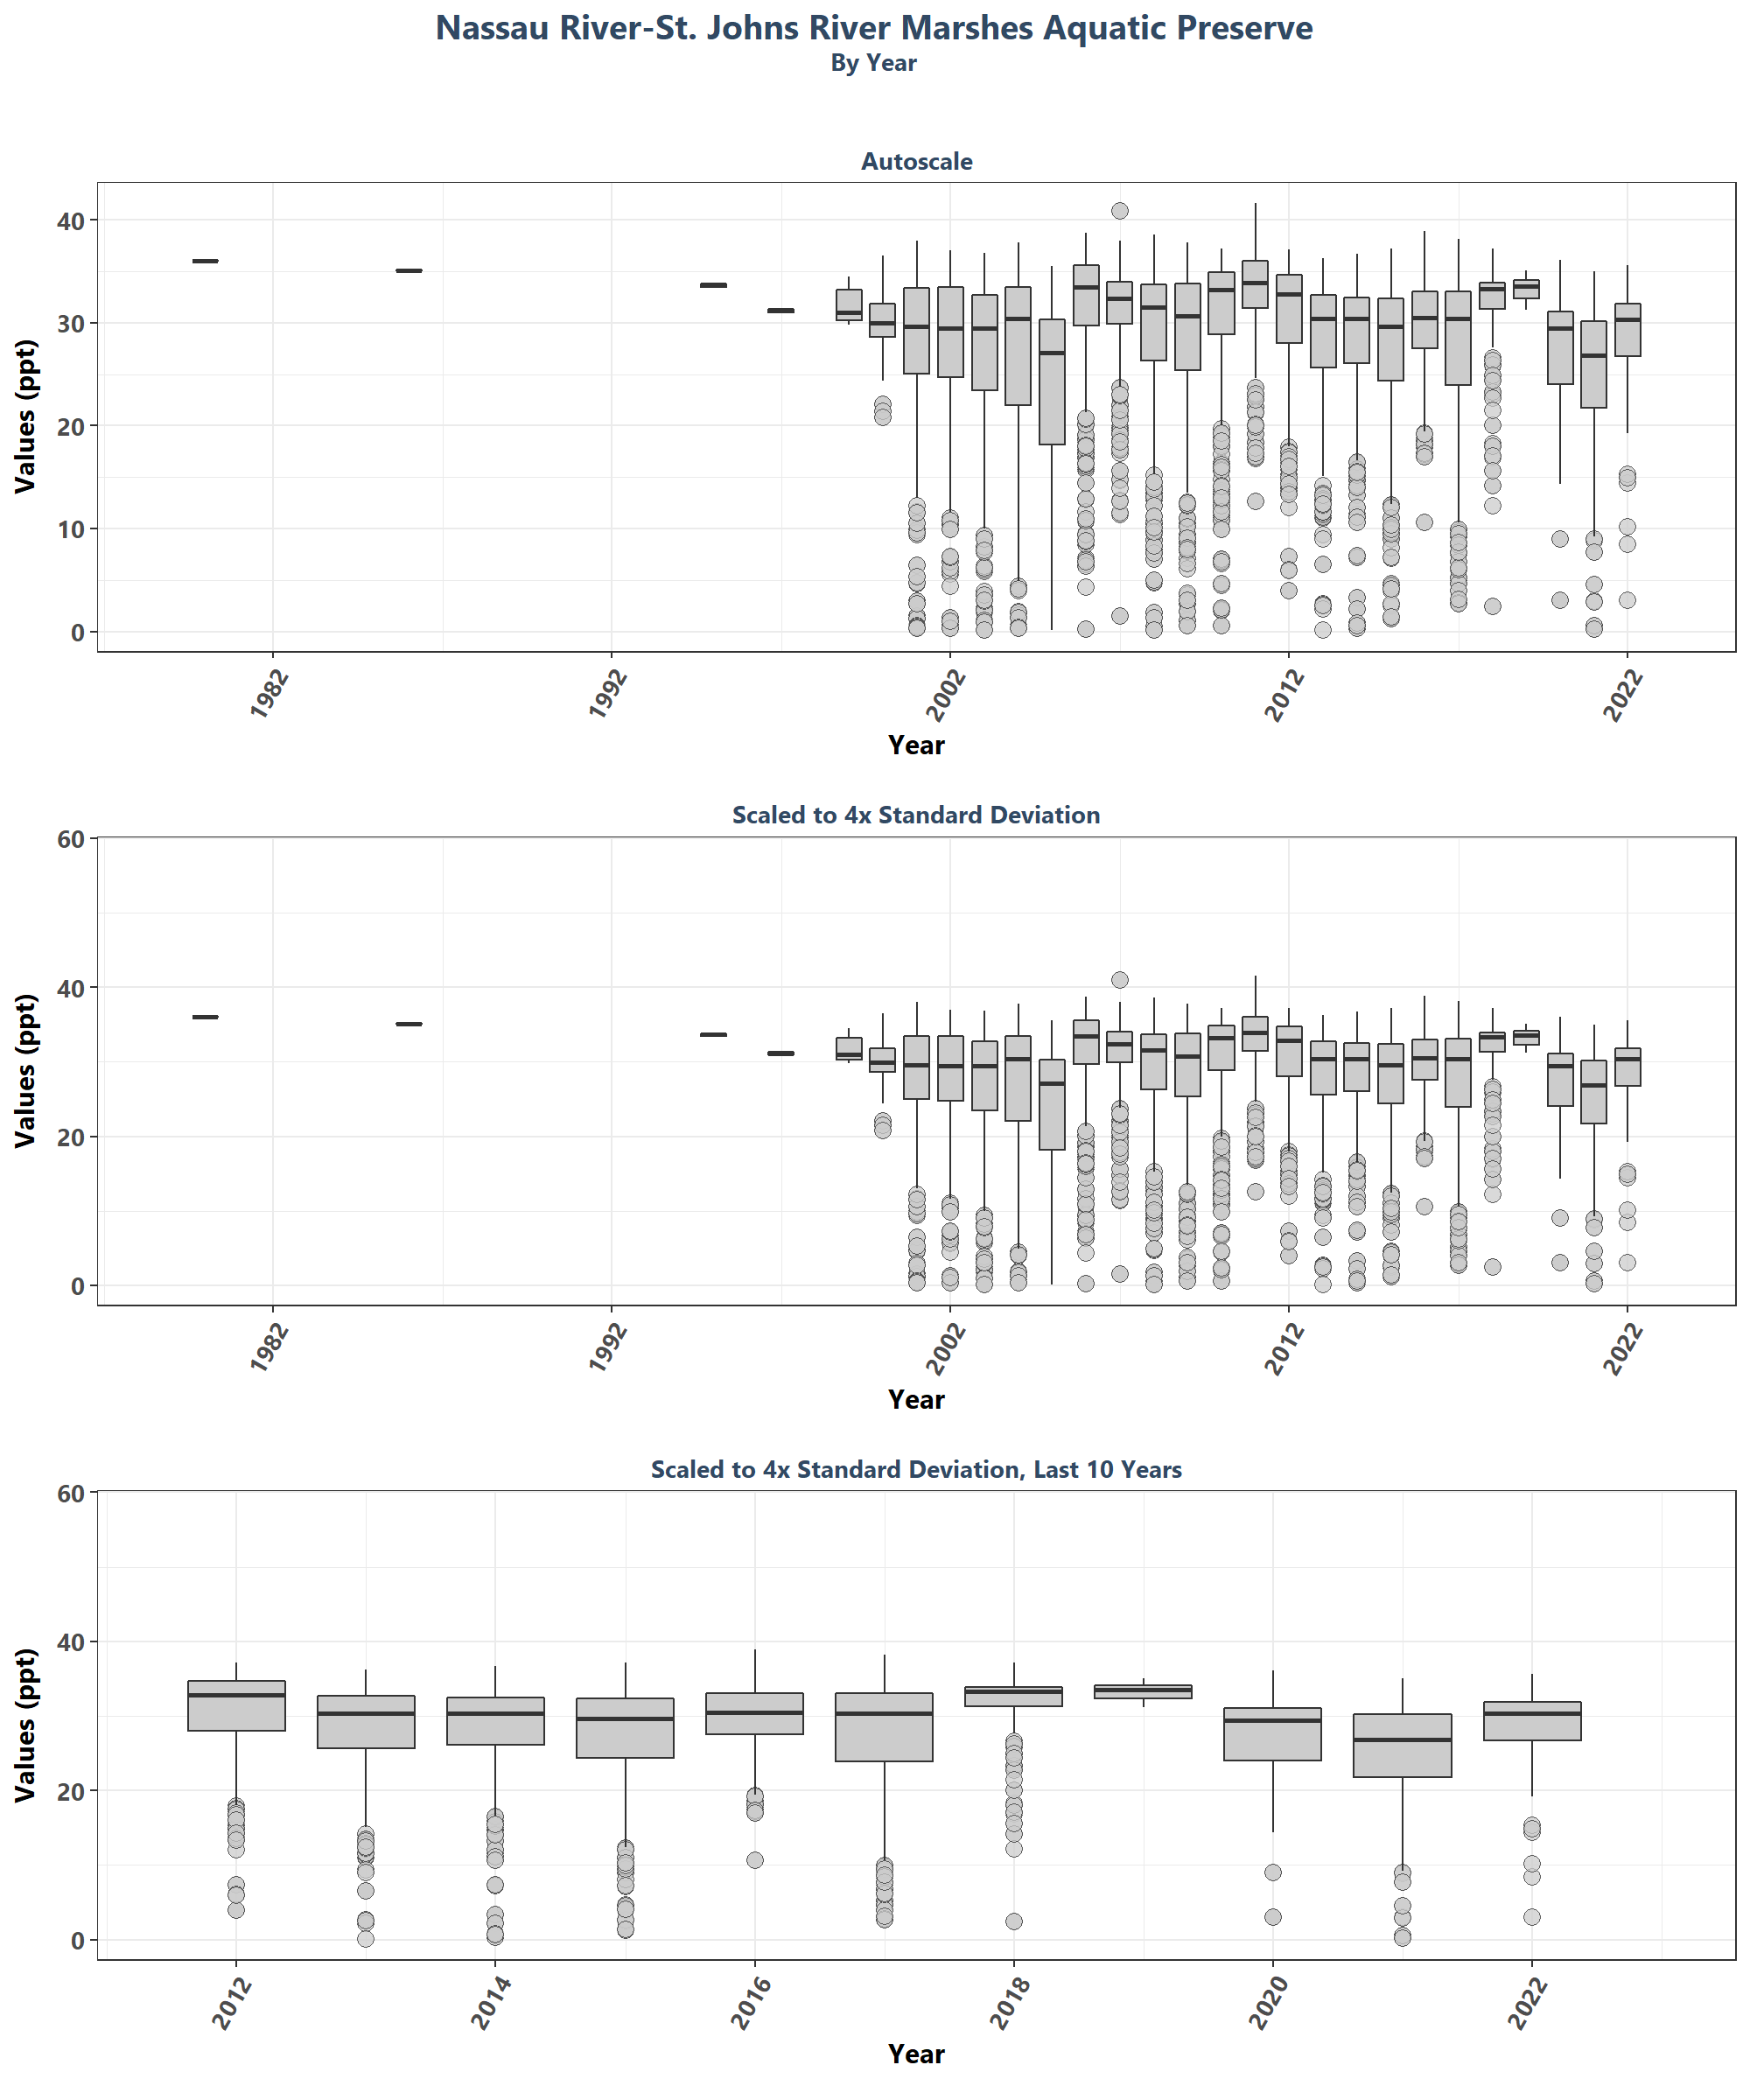 Nassau River-St. Johns River Marshes Aquatic Preserve
By Year
Autoscale
Values (ppt)
40
30
20
10
0
1982
1992
2002
2012
2022
Year
Scaled to 4x Standard Deviation
Values (ppt)
60
40
20
0
1982
1992
2002
2012
2022
Year
Scaled to 4x Standard Deviation, Last 10 Years
Values (ppt)
60
40
20
0
2012
2014
2016
2018
2020
2022
Year